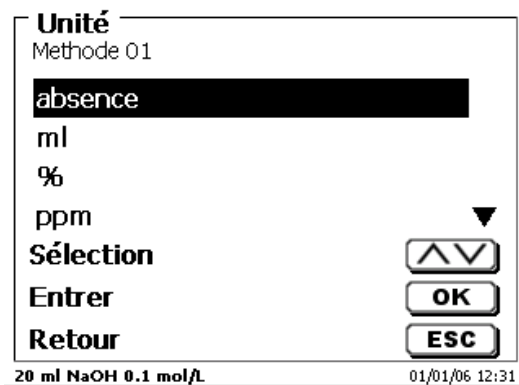 Unité
Methode 01
absence
ml
%
ppm
Sélection
Entrer OK
Retour ESC
20 ml NaOH 0.1 mol/L 01/01/06 12:31